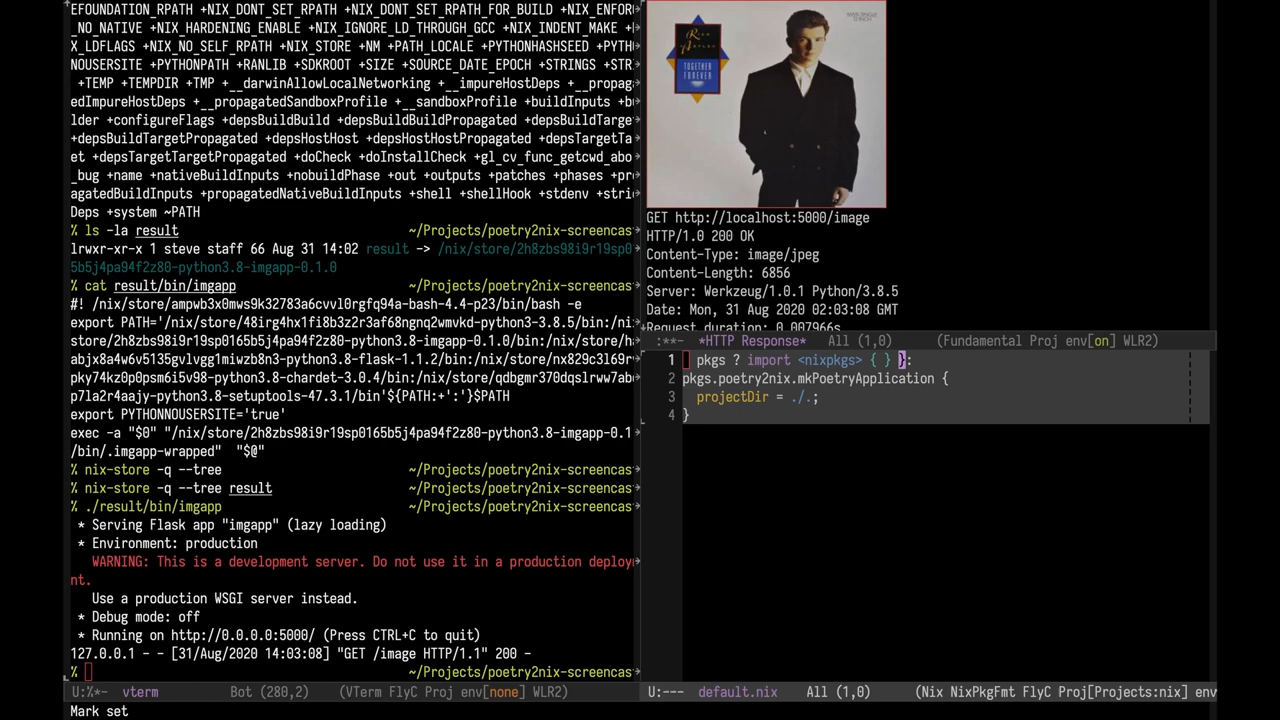 EFOUNDATION_RPATH +NIX_DONT_SET_RPATH +NIX_DONT_SET_RPATH_FOR_BUILD +NIX_ENFOR
_NO_NATIVE +NIX_HARDENING_ENABLE +NIX_IGNORE_LD_THROUGH_GCC +NIX_INDENT_MAKE +N
X_LDFLAGS +NIX_NO_SELF_RPATH +NIX_STORE +NM +PATH_LOCALE +PYTHONHASHSEED +PYTH
NOUSERSITE +PYTHONPATH +RANLIB +SDKROOT +SIZE +SOURCE_DATE_EPOCH +STRINGS +STR
+TEMP +TEMPDIR +TMP +__darwinAllowLocalNetworking +__impureHostDeps +__propag
edImpureHostDeps +__propagatedSandboxProfile +__sandboxProfile +buildInputs +b
lder +configureFlags +depsBuildBuild +depsBuildBuildPropagated +depsBuildTarge
+depsBuildTargetPropagated +depsHostHost +depsHostHostPropagated +depsTargetTa
et +depsTargetTargetPropagated +doCheck +doInstallCheck +gl_cv_func_getcwd_abo
_bug +name +nativeBuildInputs +nobuildPhase +out +outputs +patches +phases +pr
agatedBuildInputs +propagatedNativeBuildInputs +shell +shellHook +stdenv +stri
Deps +system ~PATH
% ls -la result ~/Projects/poetry2nix-screencas
lrwxr-xr-x 1 steve staff 66 Aug 31 14:02 result -> /nix/store/2h8zbs98i9r19sp0
5b5j4pa94f2z80-python3.8-imgapp-0.1.0
% cat result/bin/imgapp ~/Projects/poetry2nix-screencas
#! /nix/store/ampwb3x0mws9k32783a6cvvl0rgfq94a-bash-4.4-p23/bin/bash -e
export PATH='/nix/store/48irg4hx1fi8b3z2r3af68ngnq2wmvkd-python3-3.8.5/bin:/ni
store/2h8zbs98i9r19sp0165b5j4pa94f2z80-python3.8-imgapp-0.1.0/bin:/nix/store/
abjx8a4w6v5135gvlvgg1miwzb8n3-python3.8-flask-1.1.2/bin:/nix/store/nx829c3l69r
pky74kz0p0psm6i5v98-python3.8-chardet-3.0.4/bin:/nix/store/qdbgmr370dqslrww7ab
p7la2r4aajy-python3.8-setuptools-47.3.1/bin'${PATH:+':'}$PATH
export PYTHONNOUSERSITE='true'
exec -a "$0" "/nix/store/2h8zbs98i9r19sp0165b5j4pa94f2z80-python3.8-imgapp-0.1
/bin/.imgapp-wrapped" "$@"
% nix-store -q --tree ~/Projects/poetry2nix-screencas
% nix-store -q --tree result ~/Projects/poetry2nix-screencas
% ./result/bin/imgapp ~/Projects/poetry2nix-screencas
* Serving Flask app "imgapp" (lazy loading)
* Environment: production
WARNING: This is a development server. Do not use it in a production deploy
nt.
Use a production WSGI server instead.
* Debug mode: off
* Running on http://0.0.0.0:5000/ (Press CTRL+C to quit)
127.0.0.1 - - [31/Aug/2020 14:03:08] "GET /image HTTP/1.1" 200 -
% ~/Projects/poetry2nix-screencas
U:%*- vterm Bot (280,2) (VTerm FlyC Proj env[none] WLR2)
Mark set
Rick
Astley
TOGETHER
FOREVER
GET http://localhost:5000/image
HTTP/1.0 200 OK
Content-Type: image/jpeg
Content-Length: 6856
Server: Werkzeug/1.0.1 Python/3.8.5
Date: Mon, 31 Aug 2020 02:03:08 GMT
Request duration: 0.007966s
:**- *HTTP Response* All (1,0) (Fundamental Proj env[on] WLR2)
1 pkgs ? import <nixpkgs> { } }:
2 pkgs.poetry2nix.mkPoetryApplication {
3 projectDir = ./.;
4 }
U:--- default.nix All (1,0) (Nix NixPkgFmt FlyC Proj[Projects:nix] env